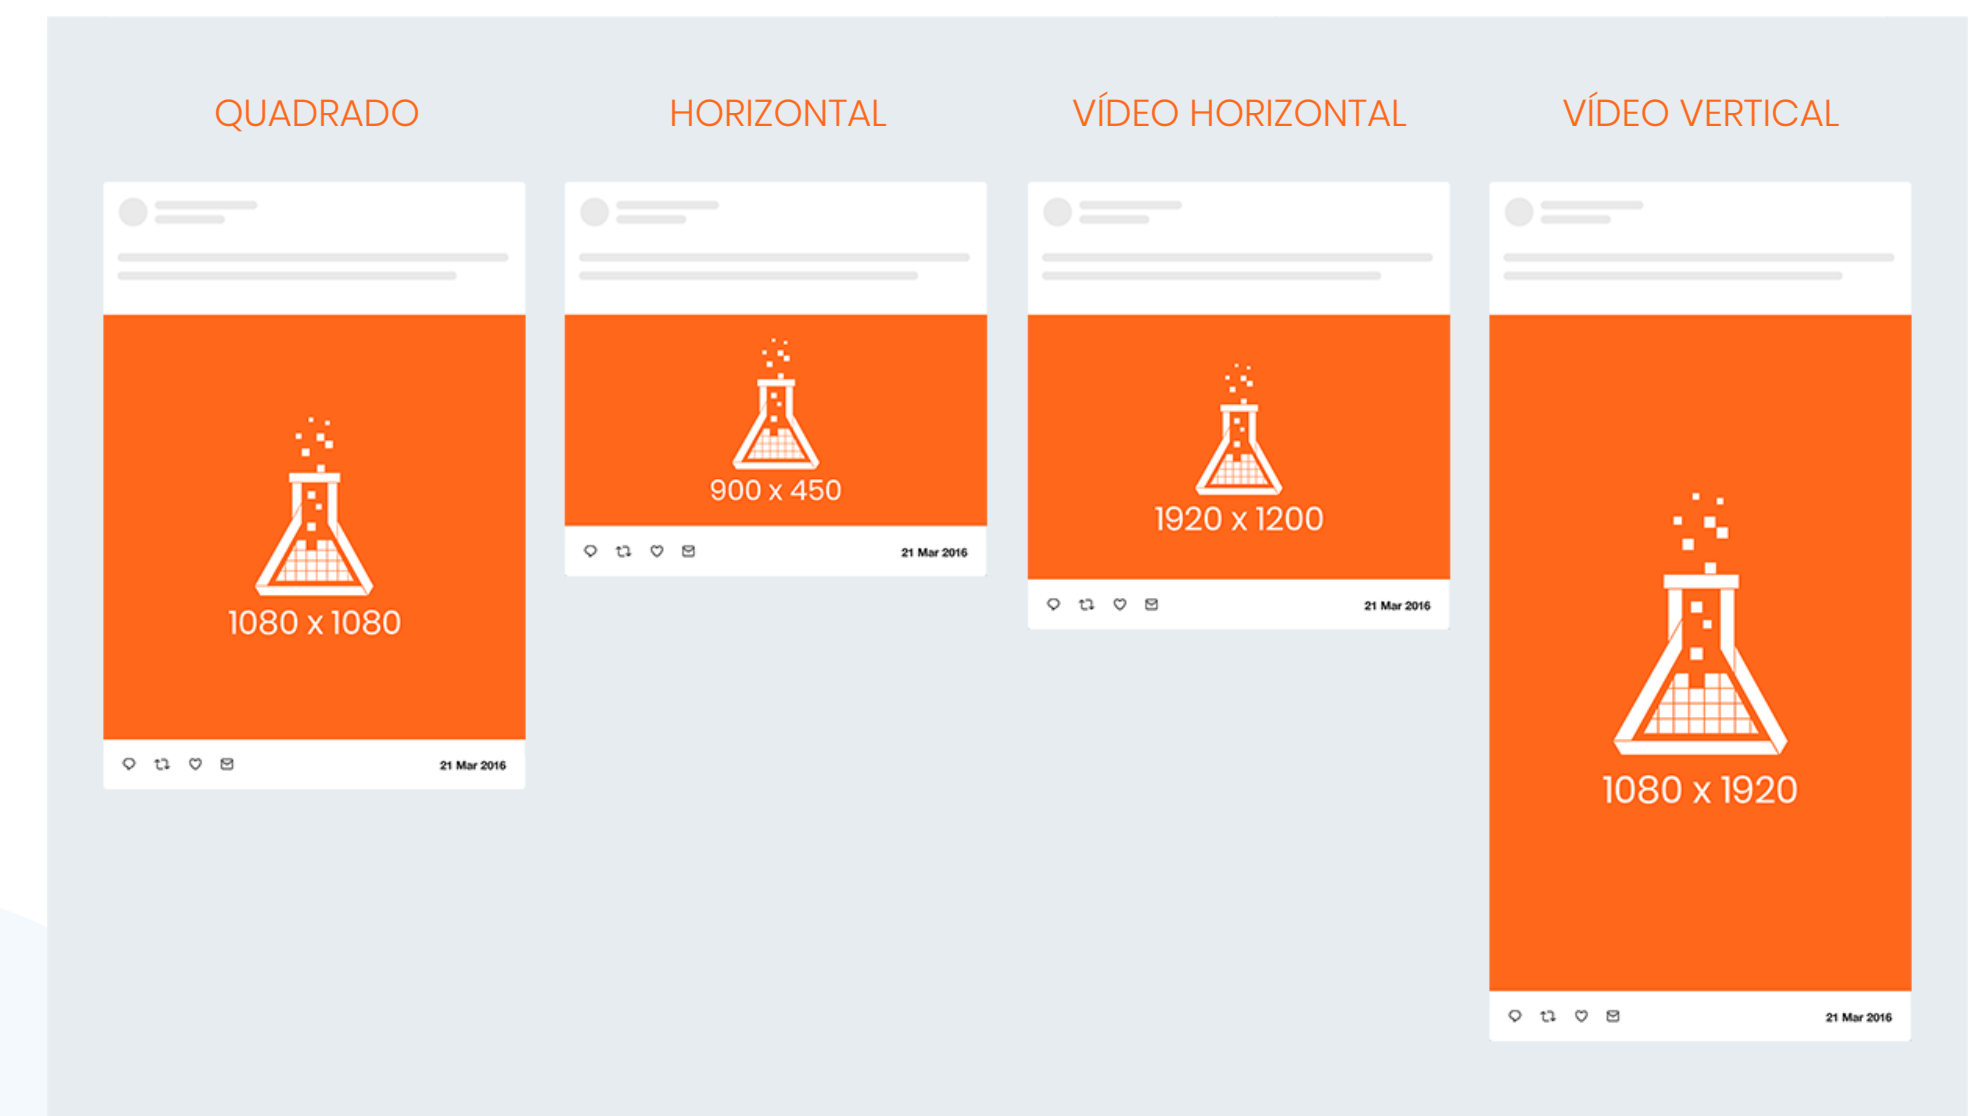 QUADRADO
HORIZONTAL
VÍDEO HORIZONTAL
VÍDEO VERTICAL
1080 x 1080
21 Mar 2016
900 x 450
21 Mar 2016
1920 x 1200
21 Mar 2016
1080 x 1920
21 Mar 2016